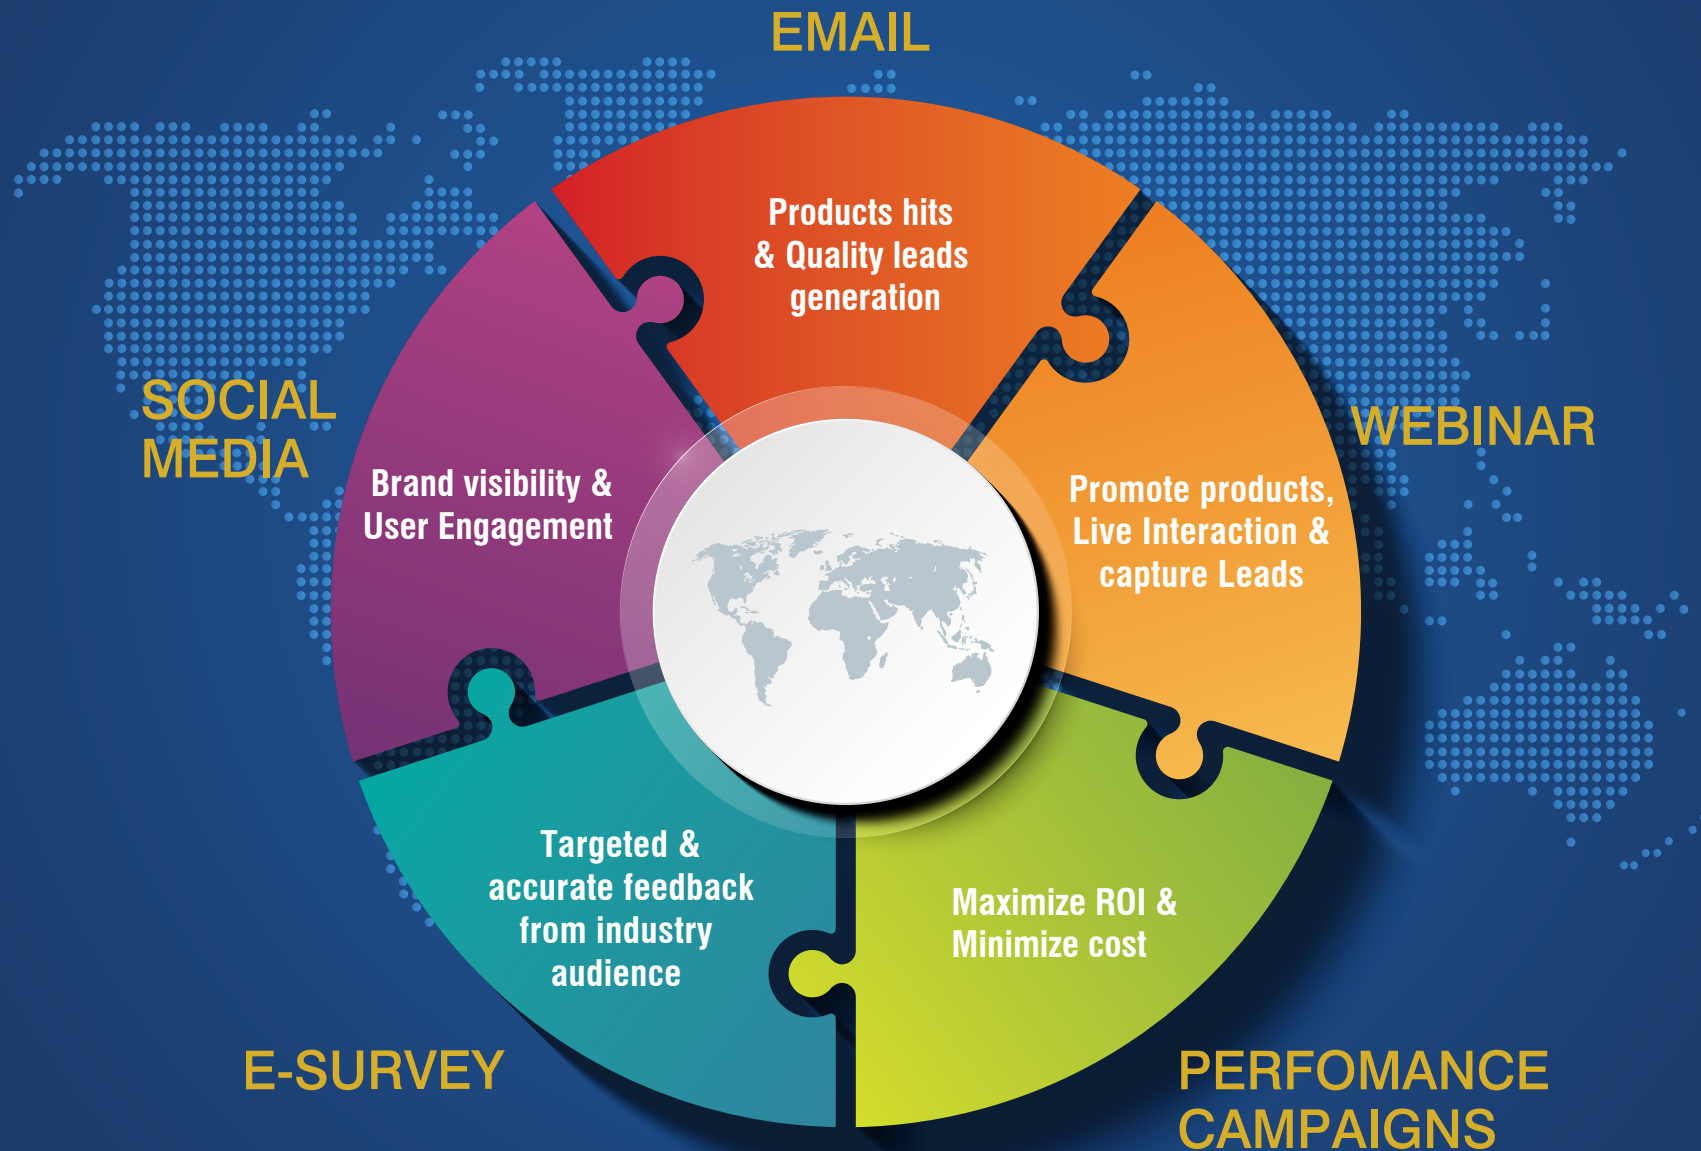 EMAIL
Products hits
& Quality leads
generation
SOCIAL
MEDIA
Brand visibility &
User Engagement
WEBINAR
Promote products,
Live Interaction &
capture Leads
Targeted &
accurate feedback
from industry
audience
Maximize ROI &
Minimize cost
E-SURVEY
PERFOMANCE
CAMPAIGNS